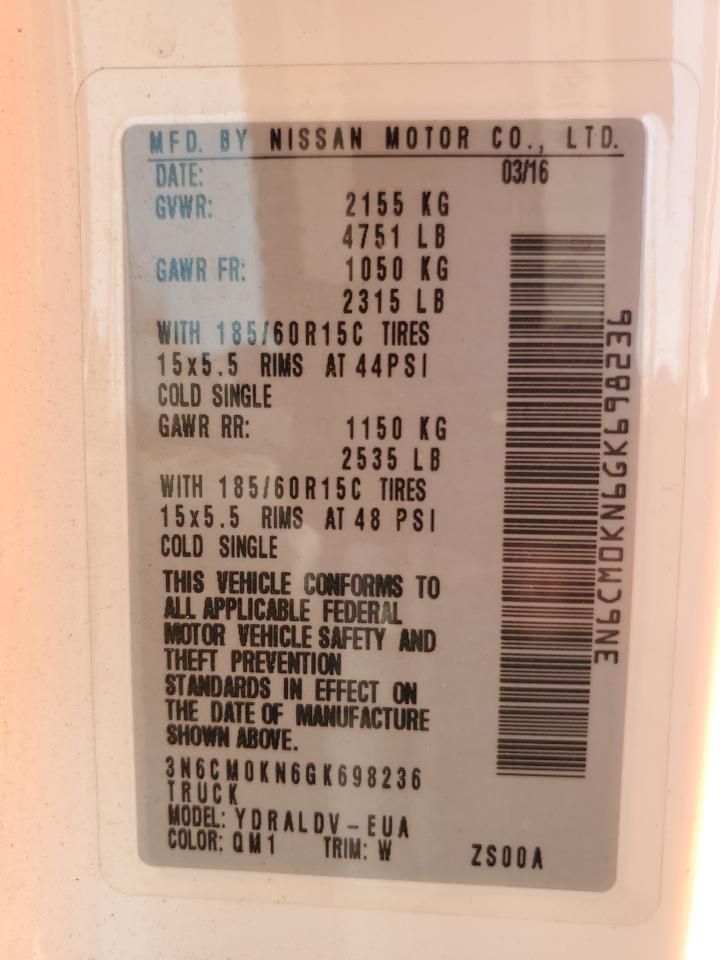 MFD. BY NISSAN MOTOR CO., LTD.
DATE: 03/16
GVWR: 2155 KG
4751 LB
GAWR FR: 1050 KG
2315 LB
WITH 185/60R15C TIRES
15x5.5 RIMS AT 44PSI
COLD SINGLE
GAWR RR: 1150 KG
2535 LB
WITH 185/60R15C TIRES
15x5.5 RIMS AT 48 PSI
COLD SINGLE
THIS VEHICLE CONFORMS TO
ALL APPLICABLE FEDERAL
MOTOR VEHICLE SAFETY AND
THEFT PREVENTION
STANDARDS IN EFFECT ON
THE DATE OF MANUFACTURE
SHOWN ABOVE.
3N6CM0KN6GK698236
TRUCK
MODEL: YDRALDV-EUA
COLOR: QM1 TRIM: W ZS00A
3N6CM0KN6GK698236